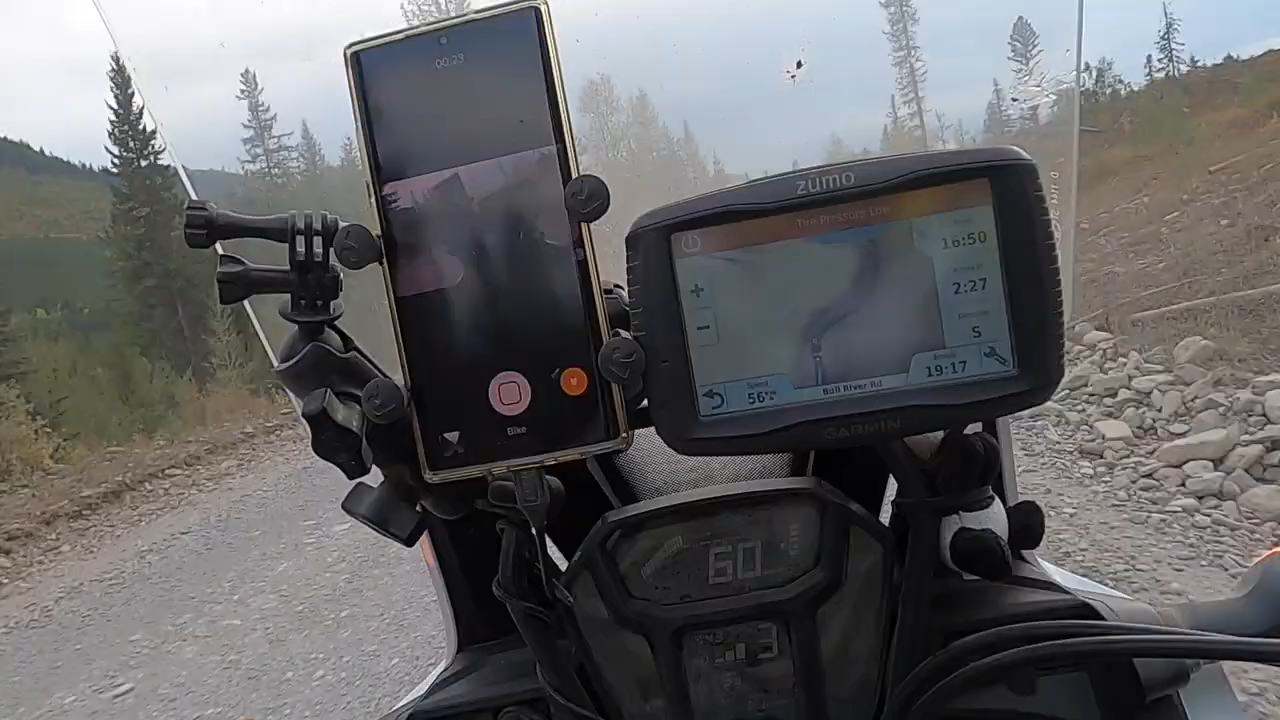 00:23
Bike
zumo
Tire Pressure Low
16:50
2:27
S
Speed
56
Bull River Rd
Arrival
19:17
GARMIN
60